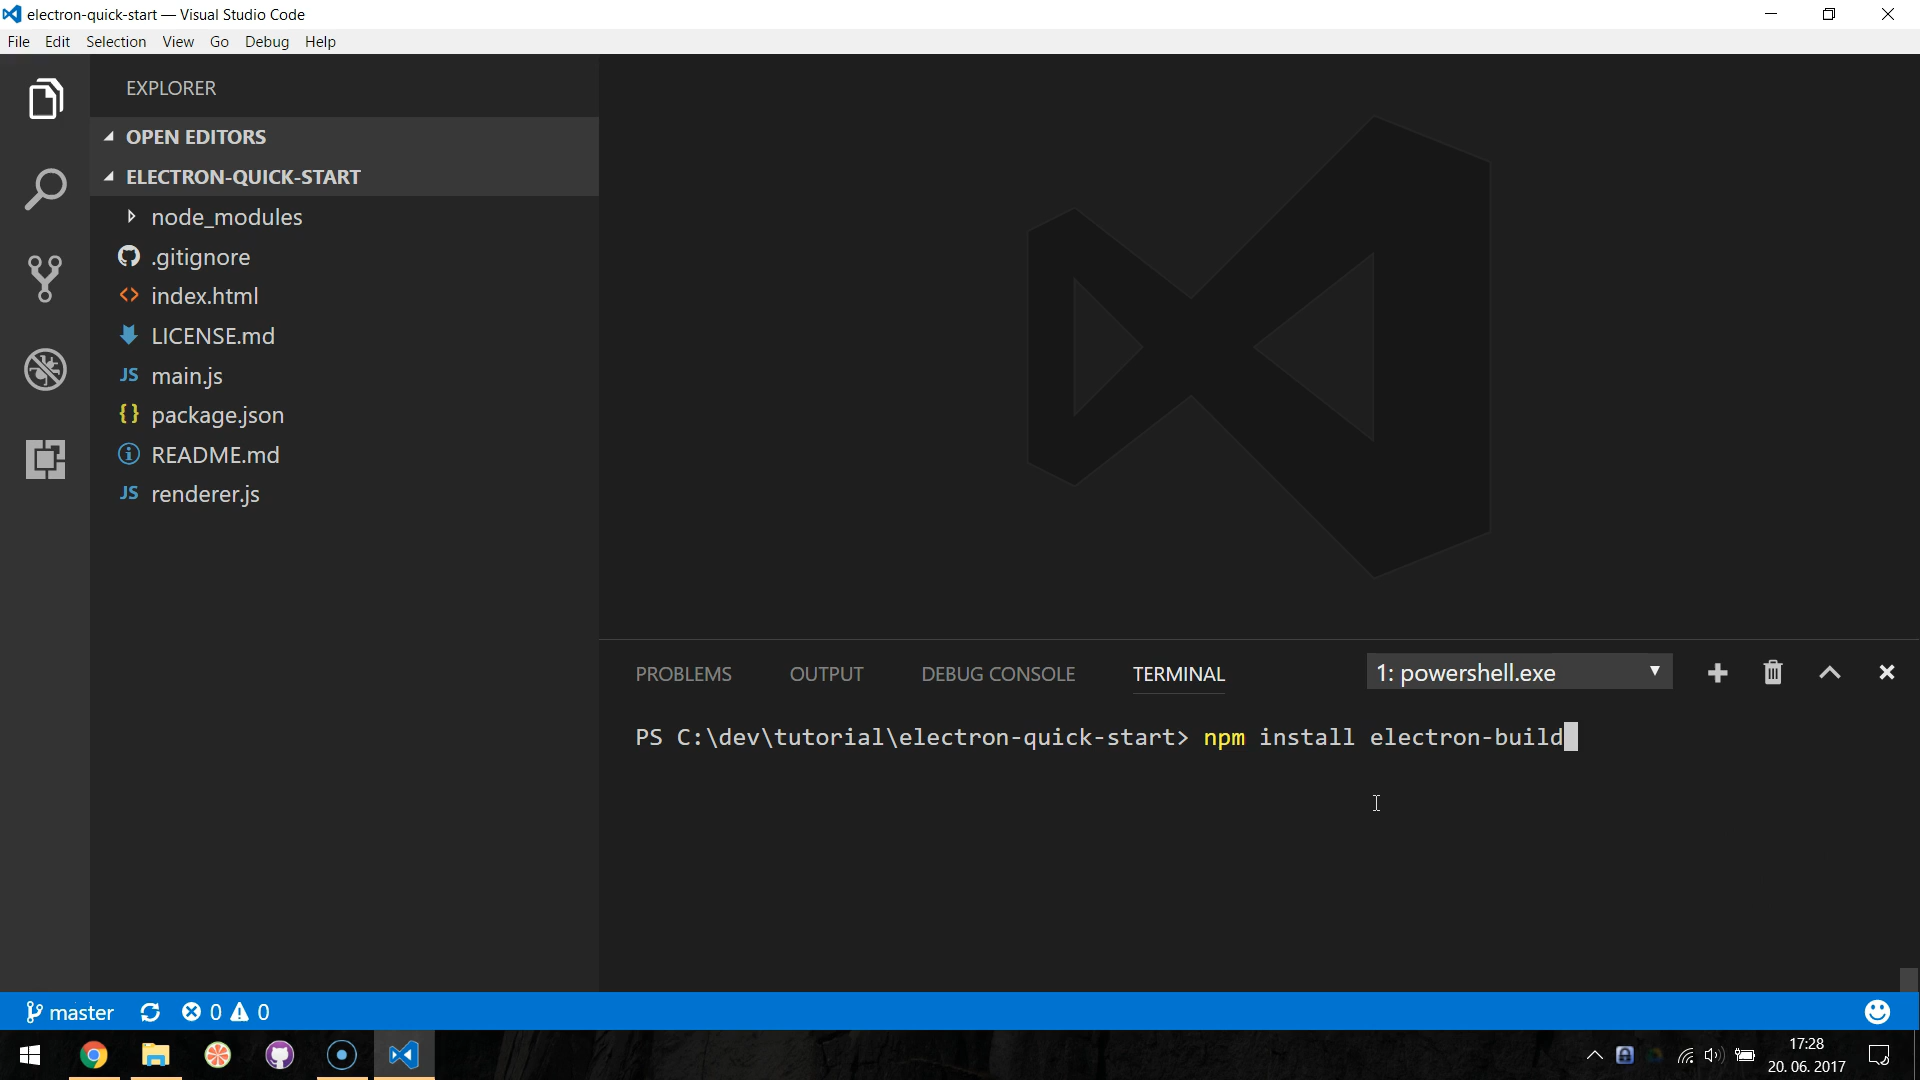 electron-quick-start — Visual Studio Code
File Edit Selection View Go Debug Help
EXPLORER
OPEN EDITORS
ELECTRON-QUICK-START
node_modules
.gitignore
<> index.html
LICENSE.md
JS main.js
{} package.json
README.md
JS renderer.js
PROBLEMS OUTPUT DEBUG CONSOLE TERMINAL 1: powershell.exe
PS C:\dev\tutorial\electron-quick-start> npm install electron-build
master 0 0
17:28
20. 06. 2017